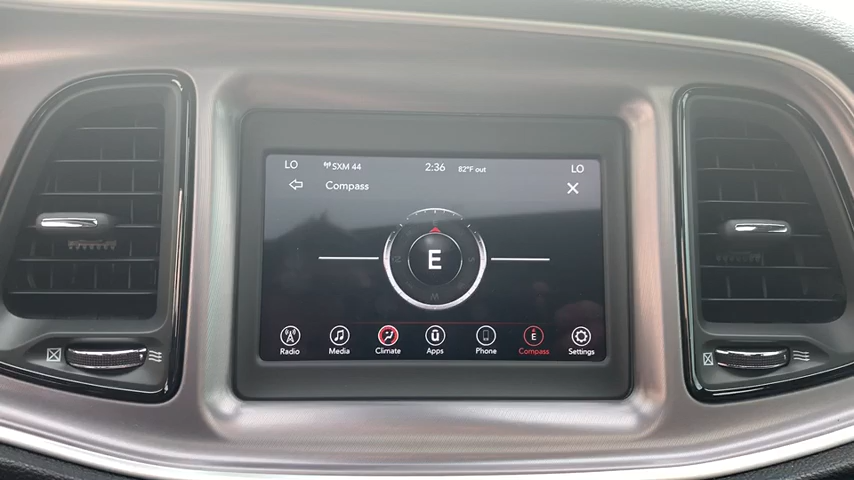 LO SXM 44 2:36 82°F out LO
Compass
E
W
Radio Media Climate Apps Phone E Compass Settings